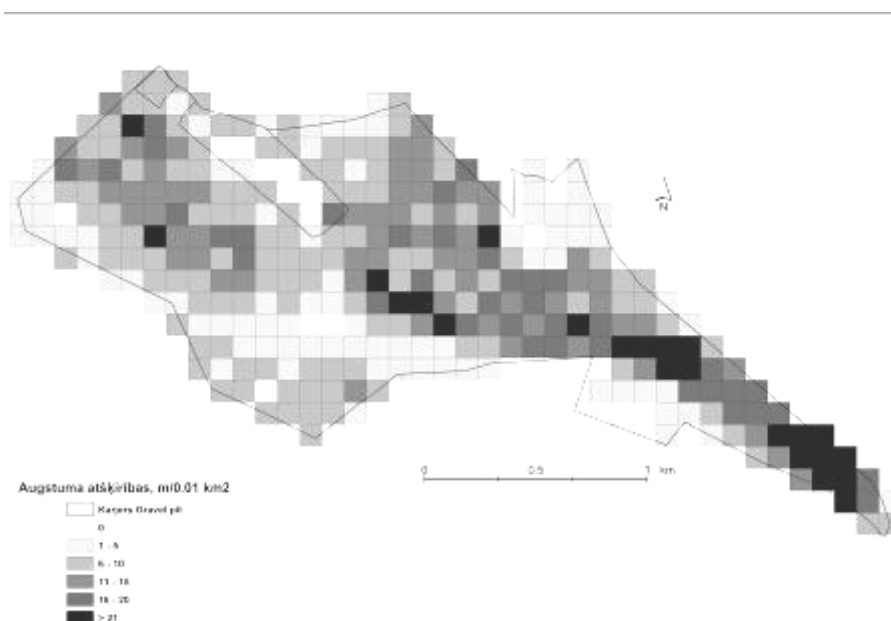 N
0 0.5 1 km
Augstuma atšķirības, m/0.01 km2
Karjers Gravel pit
0
1 - 5
6 - 10
11 - 15
16 - 20
> 21